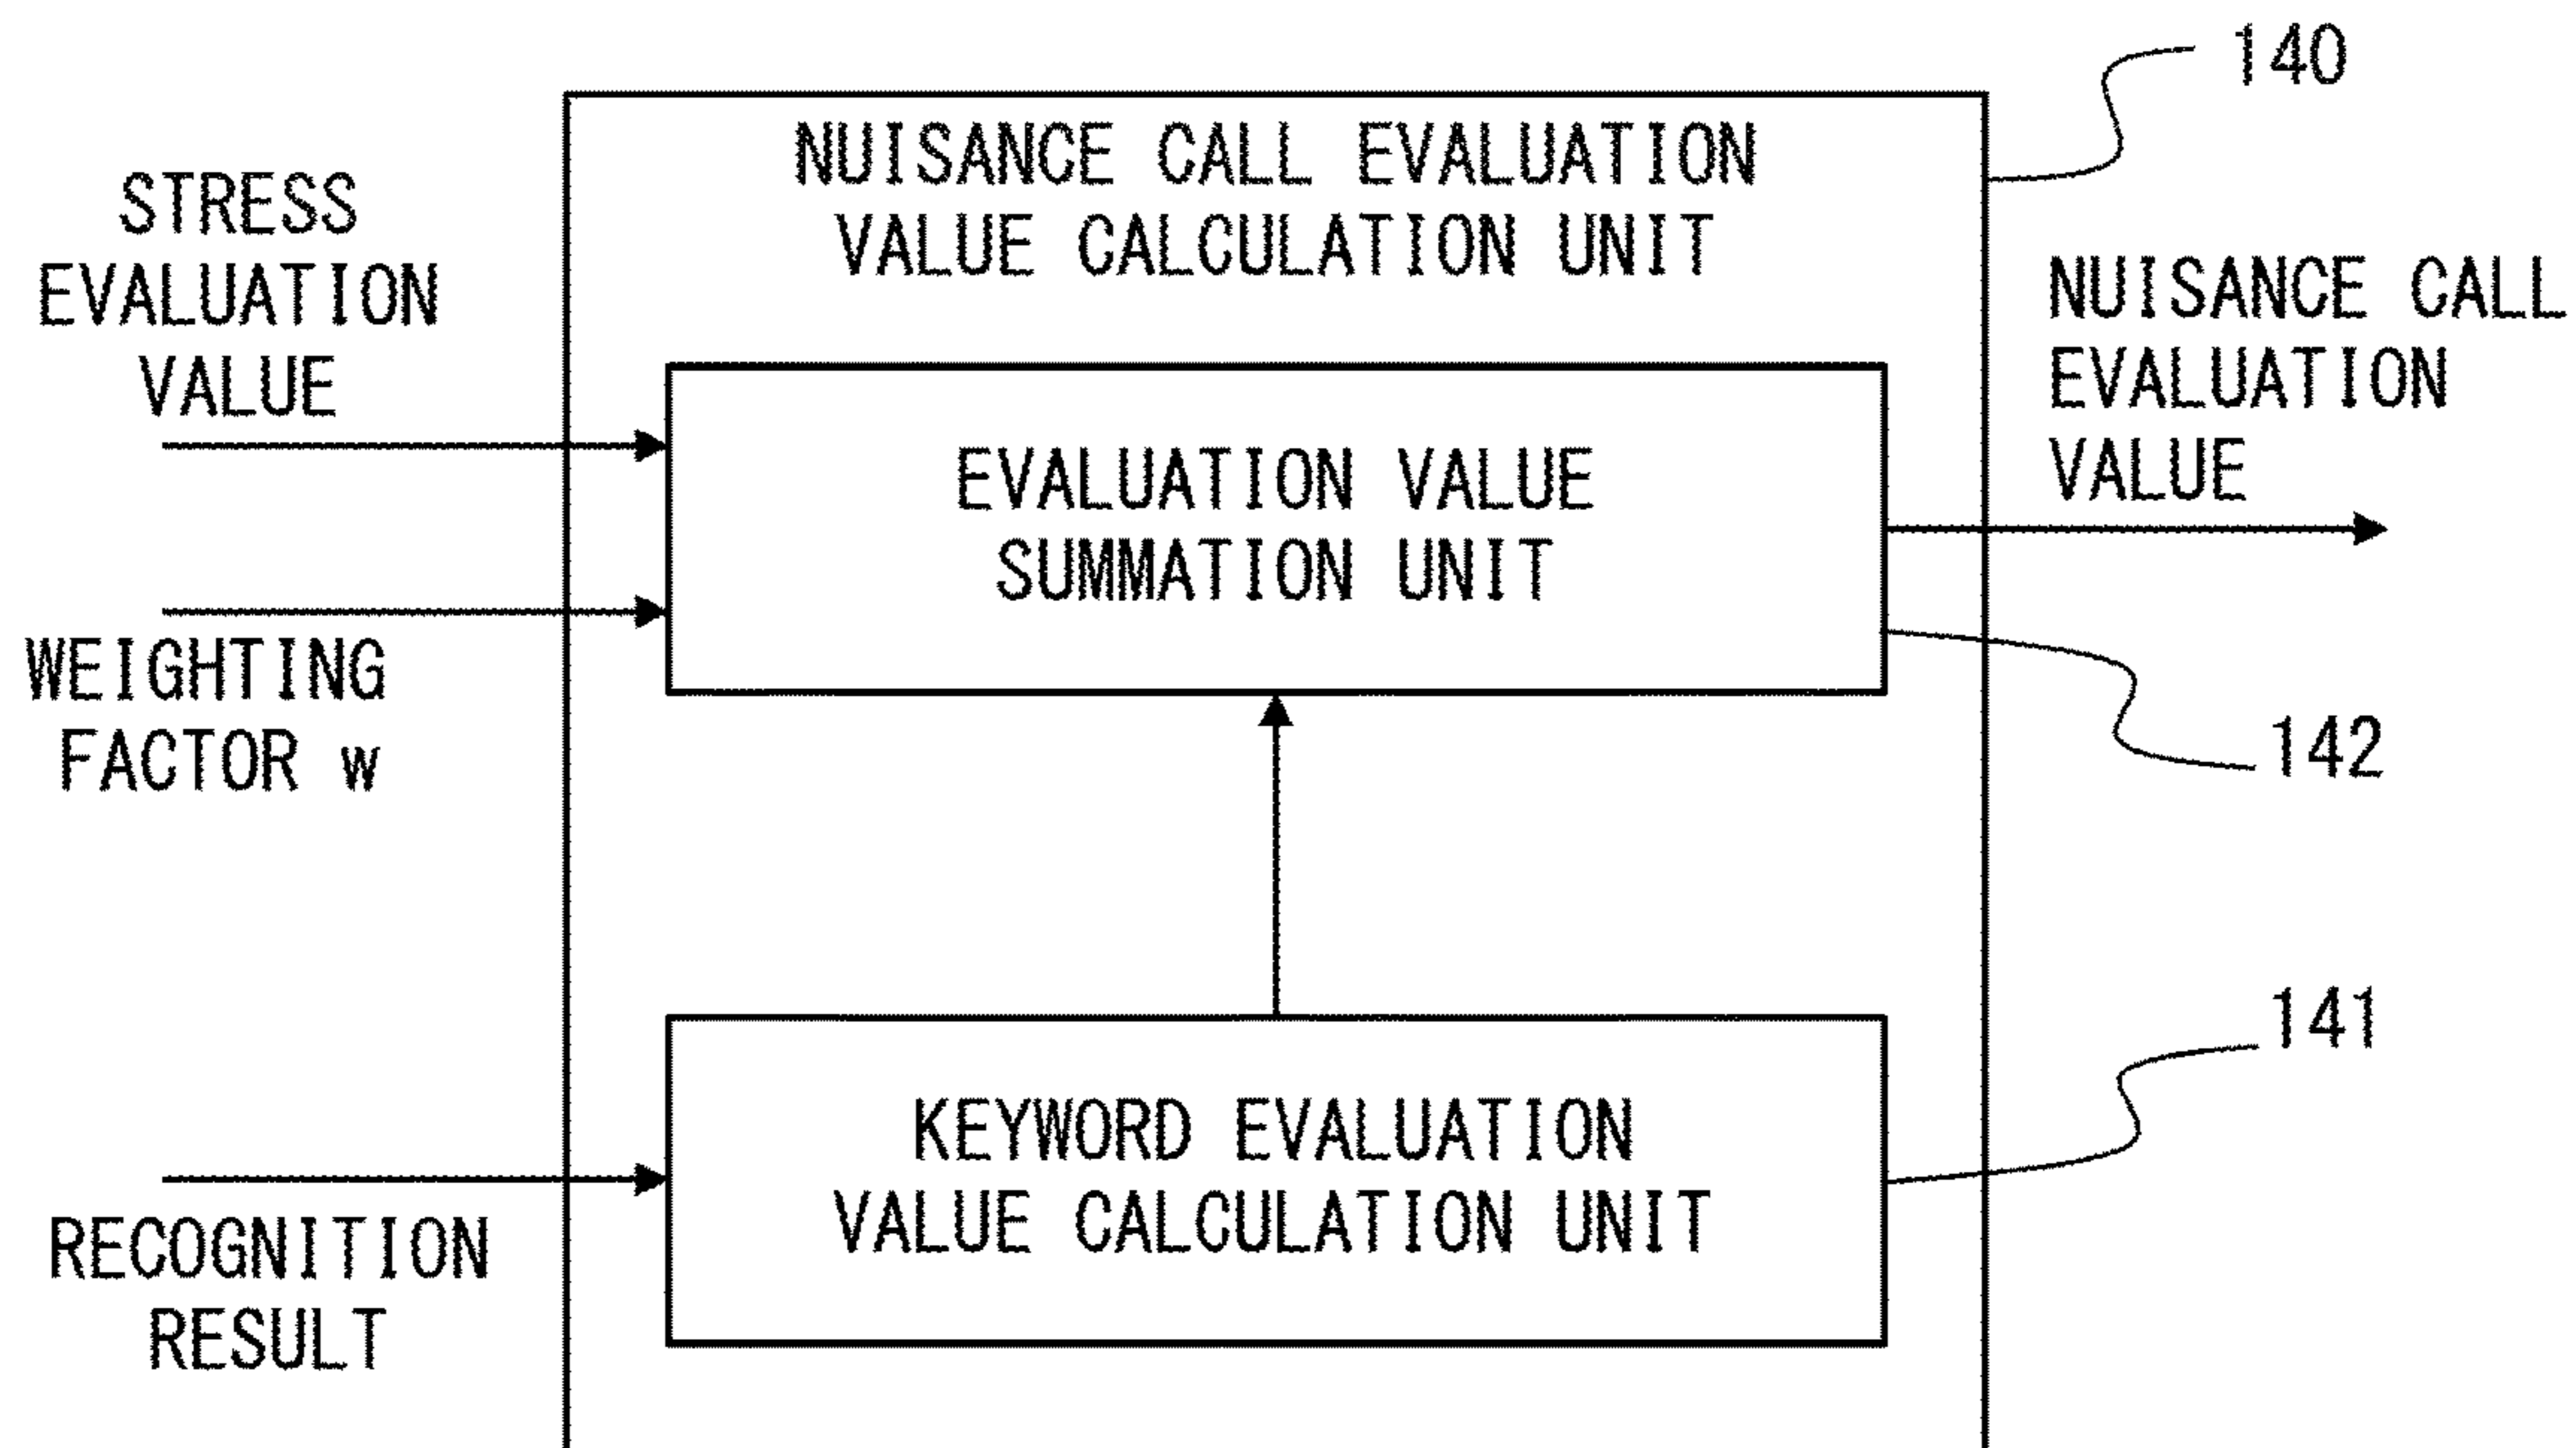 140
NUISANCE CALL EVALUATION
VALUE CALCULATION UNIT
STRESS
EVALUATION
VALUE
NUISANCE CALL
EVALUATION
VALUE
EVALUATION VALUE
SUMMATION UNIT
WEIGHTING
FACTOR w
142
141
KEYWORD EVALUATION
VALUE CALCULATION UNIT
RECOGNITION
RESULT